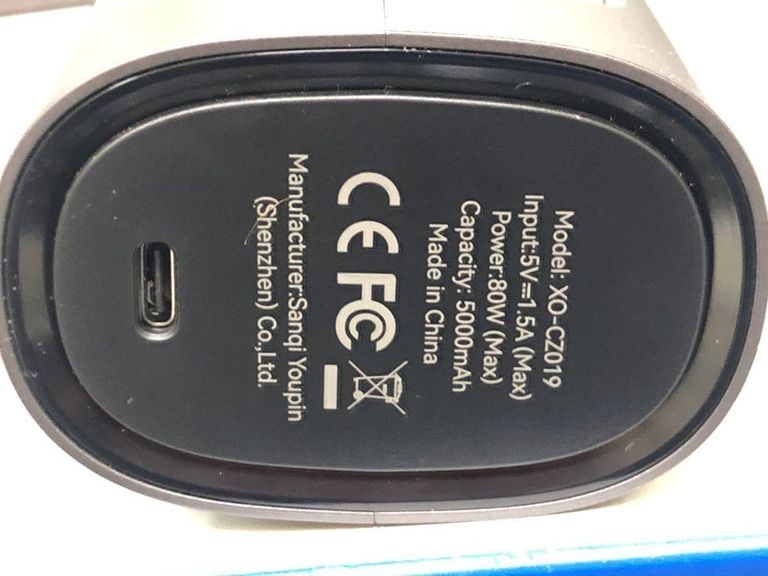 Model: XO-CZ019
Input:5V⎓1.5A (Max)
Power:80W (Max)
Capacity: 5000mAh
Made in China
CE FC
Manufacturer:Sanqi Youpin
(Shenzhen) Co.,Ltd.